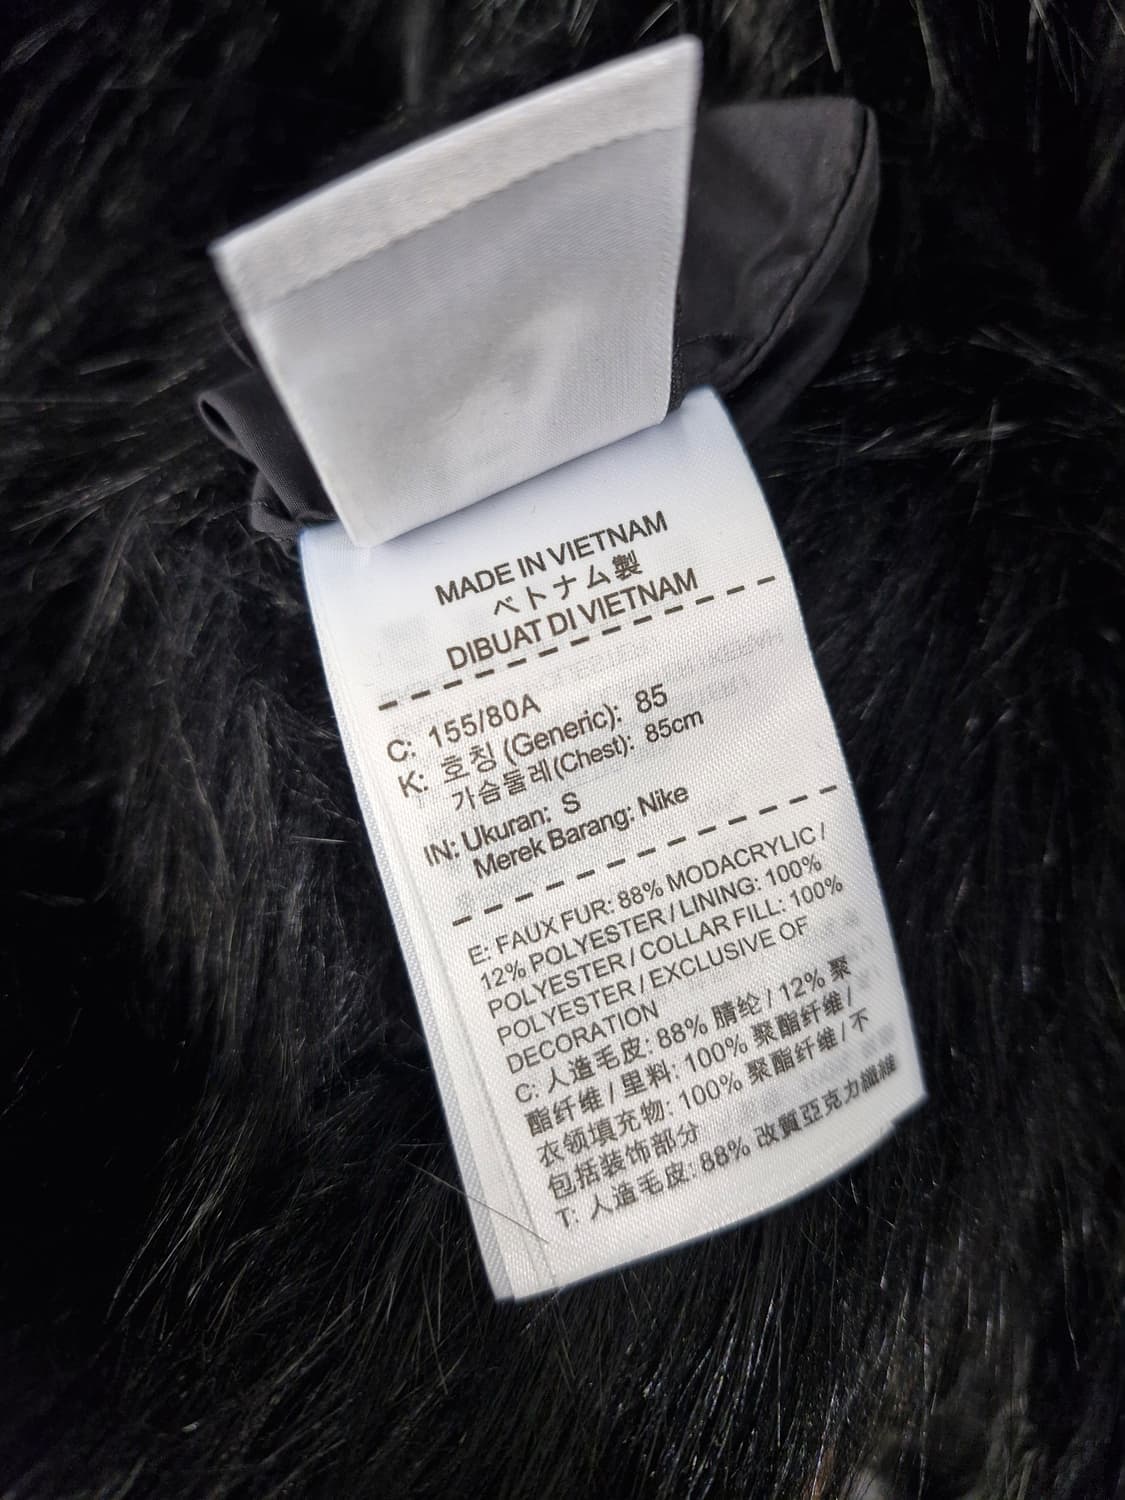 MADE IN VIETNAM
ベトナム製
DIBUAT DI VIETNAM
C: 155/80A
K: 호칭 (Generic): 85
가슴둘레(Chest): 85cm
IN: Ukuran: S
Merek Barang: Nike
E: FAUX FUR: 88% MODACRYLIC /
12% POLYESTER / LINING: 100%
POLYESTER / COLLAR FILL: 100%
POLYESTER / EXCLUSIVE OF
DECORATION
C: 人造毛皮: 88% 腈纶 / 12% 聚
酯纤维 / 里料: 100% 聚酯纤维 /
衣领填充物: 100% 聚酯纤维 / 不
包括装饰部分
T: 人造毛皮: 88% 改質亞克力纖維